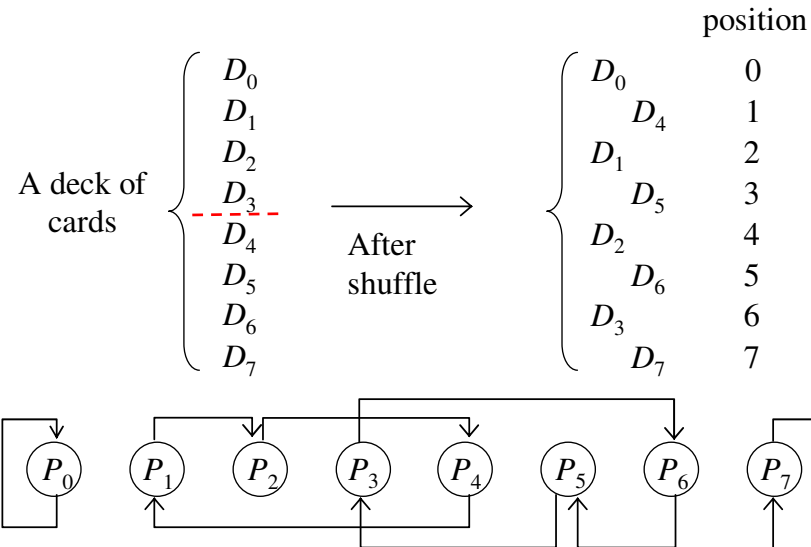 position
D₀ D₀ 0
D₁ D₄ 1
D₂ D₁ 2
A deck of cards
D₃ D₅ 3
D₄ After shuffle D₂ 4
D₅ D₆ 5
D₆ D₃ 6
D₇ D₇ 7
P₀ P₁ P₂ P₃ P₄ P₅ P₆ P₇